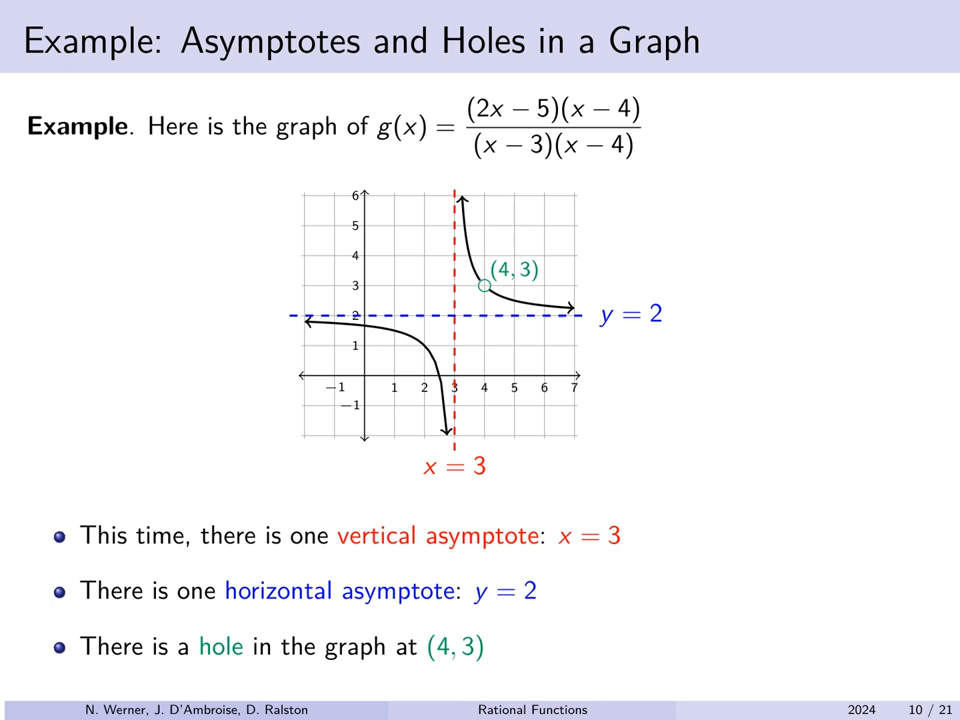 Example: Asymptotes and Holes in a Graph
Example. Here is the graph of g(x) = (2x − 5)(x − 4) / (x − 3)(x − 4)
6
5
4
3
2
1
−1
−1 1 2 3 4 5 6 7
(4, 3)
y = 2
x = 3
This time, there is one vertical asymptote: x = 3
There is one horizontal asymptote: y = 2
There is a hole in the graph at (4, 3)
N. Werner, J. D'Ambroise, D. Ralston Rational Functions 2024 10 / 21